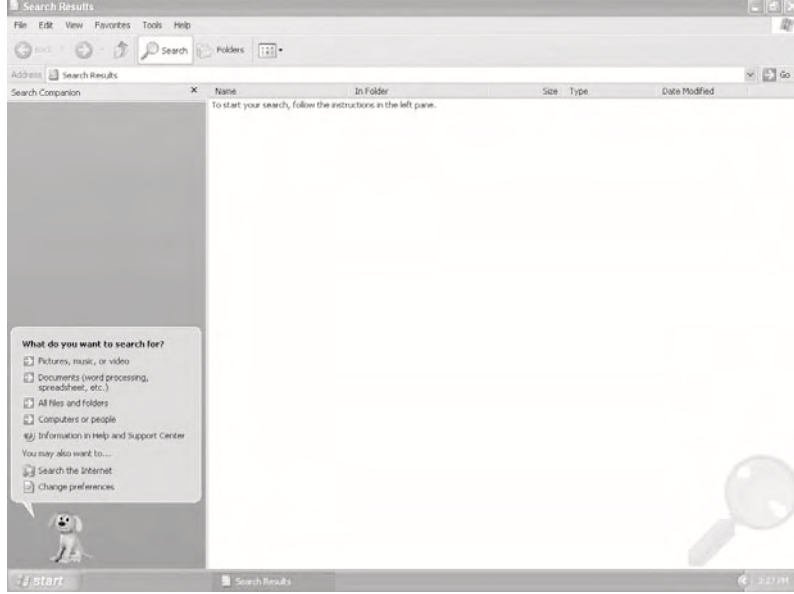 Search Results
File Edit View Favorites Tools Help
Back Search Folders
Address Search Results Go
Search Companion Name In Folder Size Type Date Modified
To start your search, follow the instructions in the left pane.
What do you want to search for?
Pictures, music, or video
Documents (word processing,
spreadsheet, etc.)
All files and folders
Computers or people
Information in Help and Support Center
You may also want to...
Search the Internet
Change preferences
start Search Results 3:27 PM